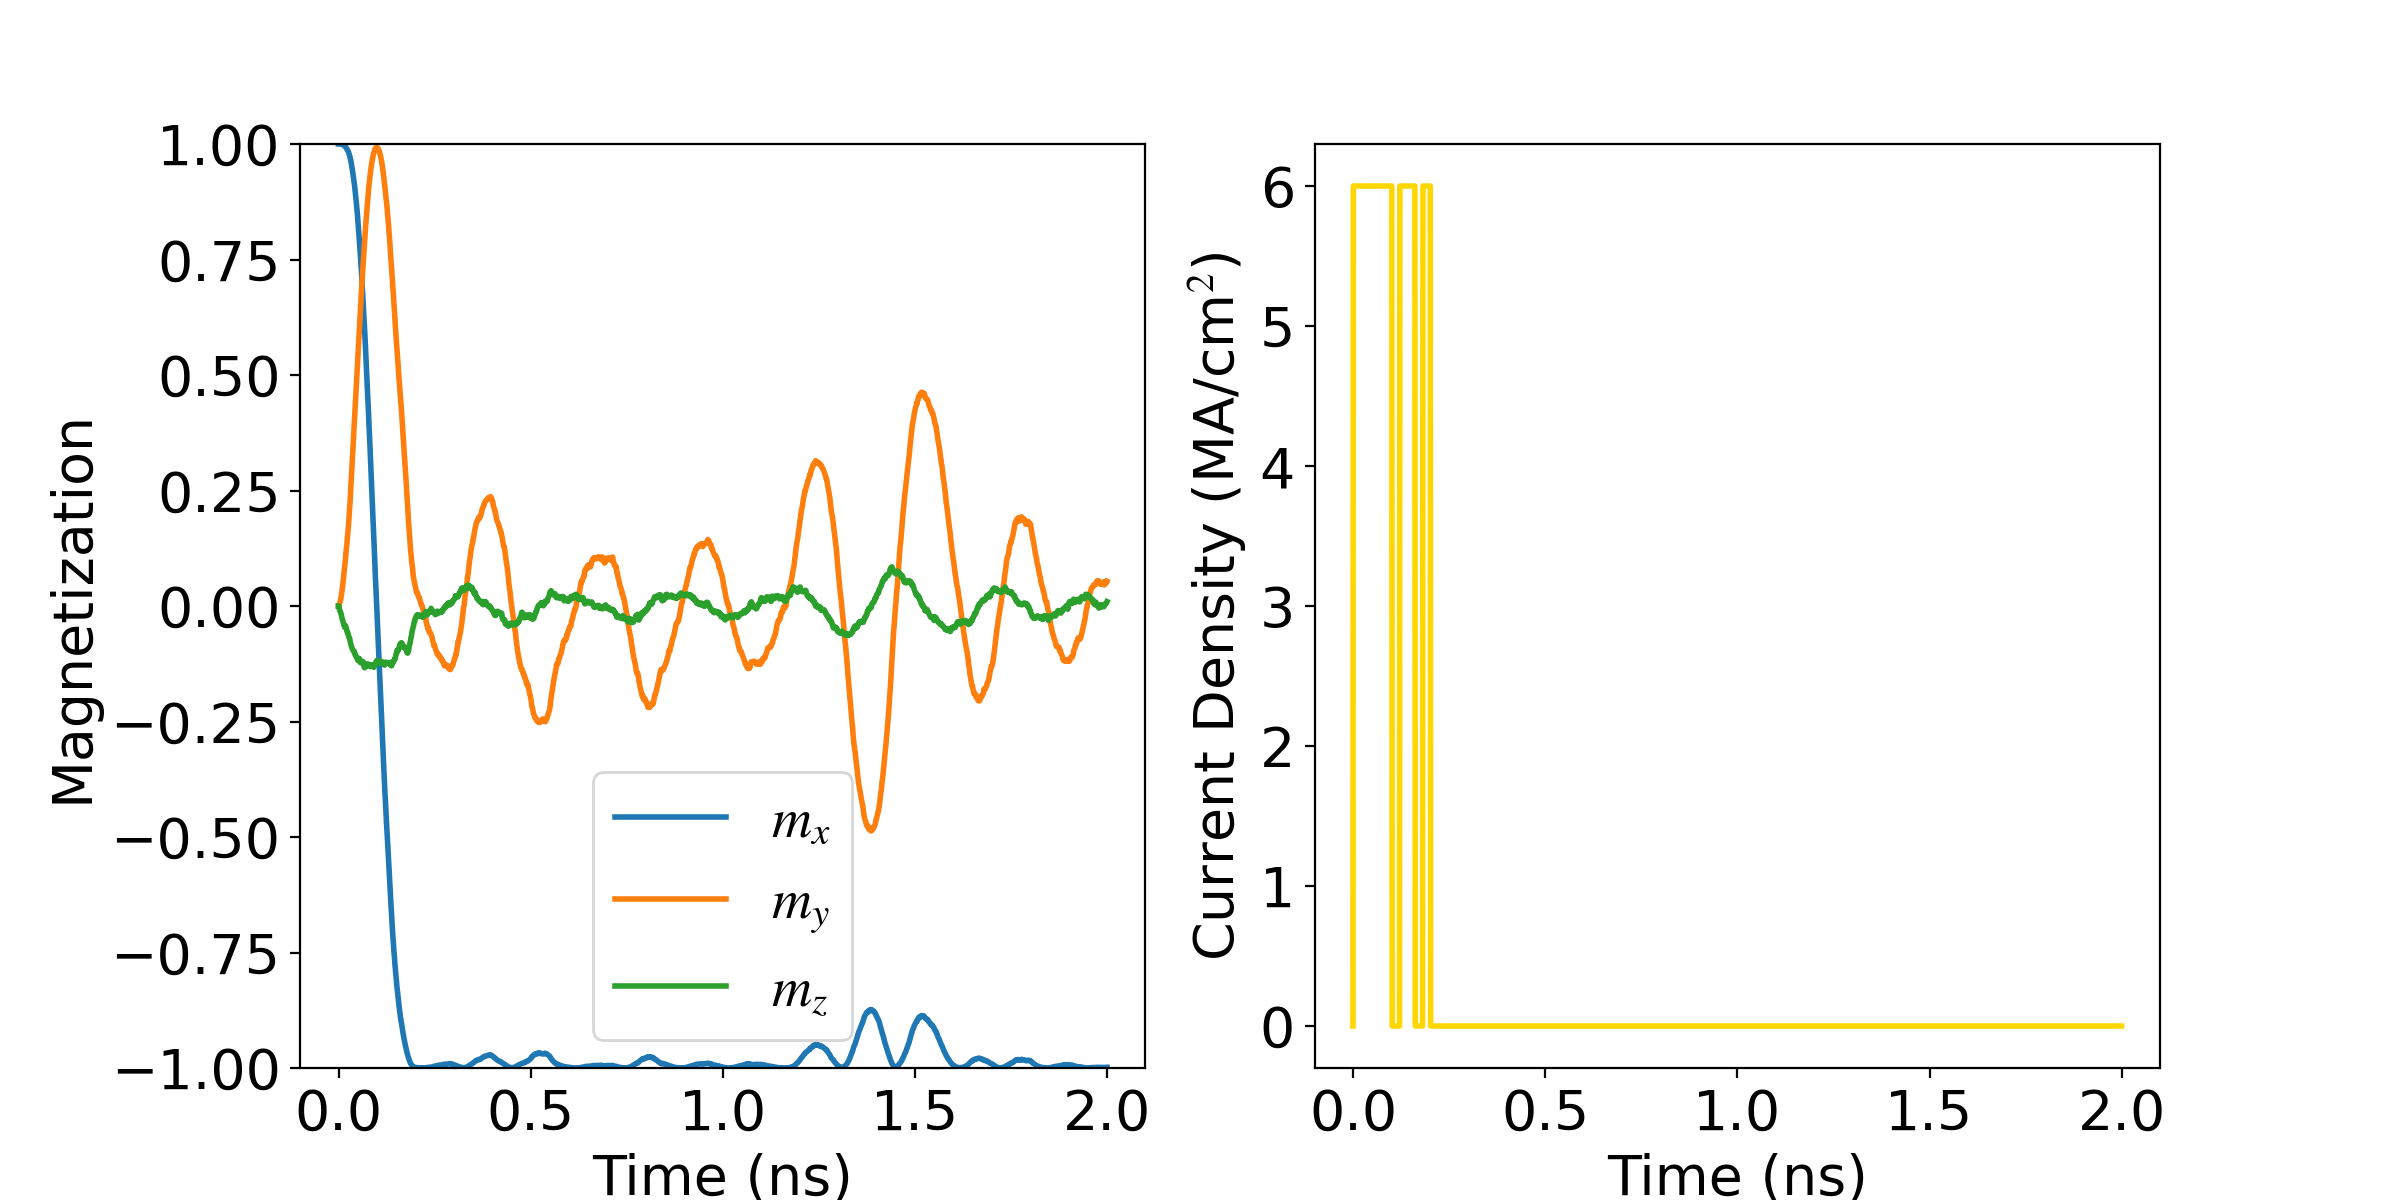 1.00
0.75
0.50
0.25
0.00
−0.25
−0.50
−0.75
−1.00
Magnetization
0.0 0.5 1.0 1.5 2.0
Time (ns)
m_x
m_y
m_z
6
5
4
3
2
1
0
Current Density (MA/cm²)
0.0 0.5 1.0 1.5 2.0
Time (ns)